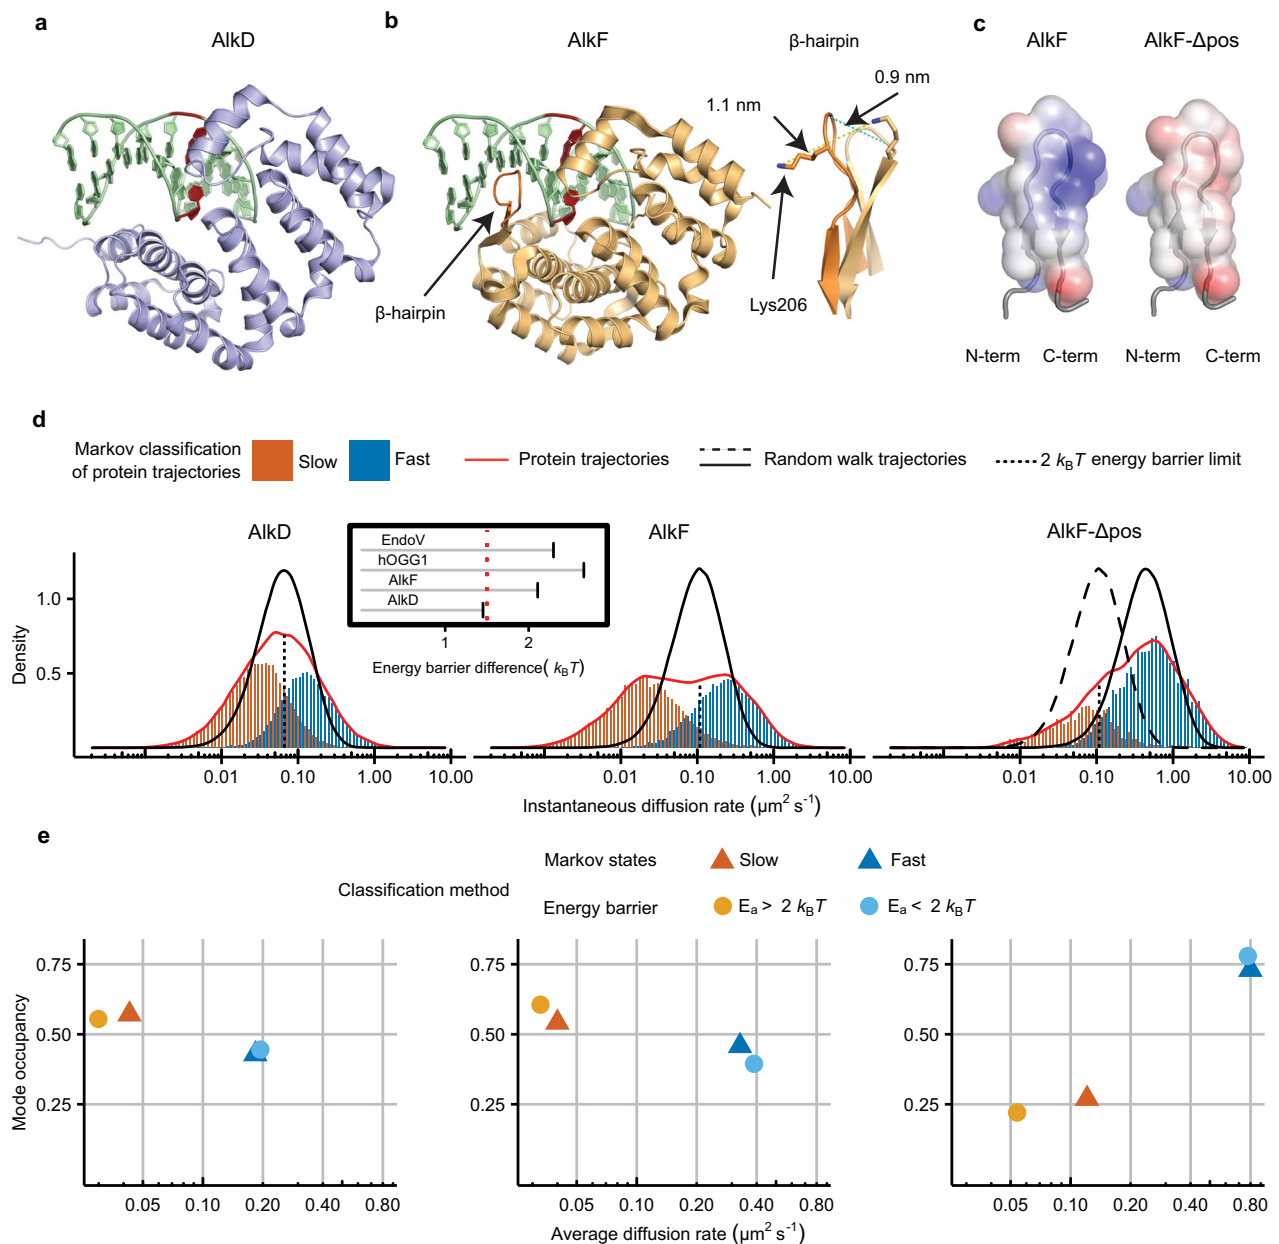 a
AlkD
b
AlkF
β-hairpin
c
AlkF
AlkF-Δpos
0.9 nm
1.1 nm
Lys206
β-hairpin
N-term
C-term
N-term
C-term
d
Markov classification
of protein trajectories
Slow
Fast
Protein trajectories
Random walk trajectories
2 kBT energy barrier limit
AlkD
AlkF
AlkF-Δpos
EndoV
hOGG1
AlkF
AlkD
1
2
Energy barrier difference( kBT)
Density
1.0
0.5
0
0.01 0.10 1.00 10.00
0.01 0.10 1.00 10.00
0.01 0.10 1.00 10.00
Instantaneous diffusion rate (µm² s⁻¹)
e
Markov states
Slow
Fast
Classification method
Energy barrier
Ea > 2 kBT
Ea < 2 kBT
Mode occupancy
0.75
0.50
0.25
0.75
0.50
0.25
0.75
0.50
0.25
0.05 0.10 0.20 0.40 0.80
0.05 0.10 0.20 0.40 0.80
0.05 0.10 0.20 0.40 0.80
Average diffusion rate (µm² s⁻¹)